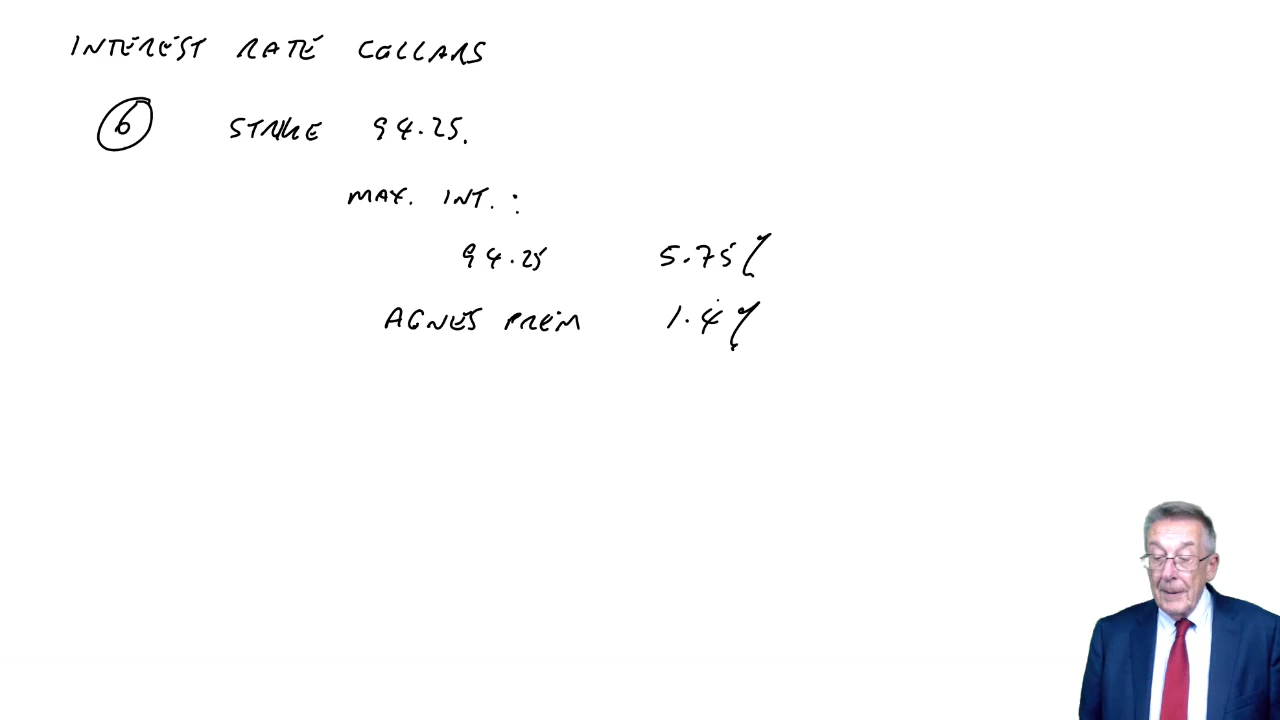 INTEREST RATE COLLARS
6 STRIKE 94.25.
MAX. INT. :
94.25 5.75%
AGNES PREM 1.4%